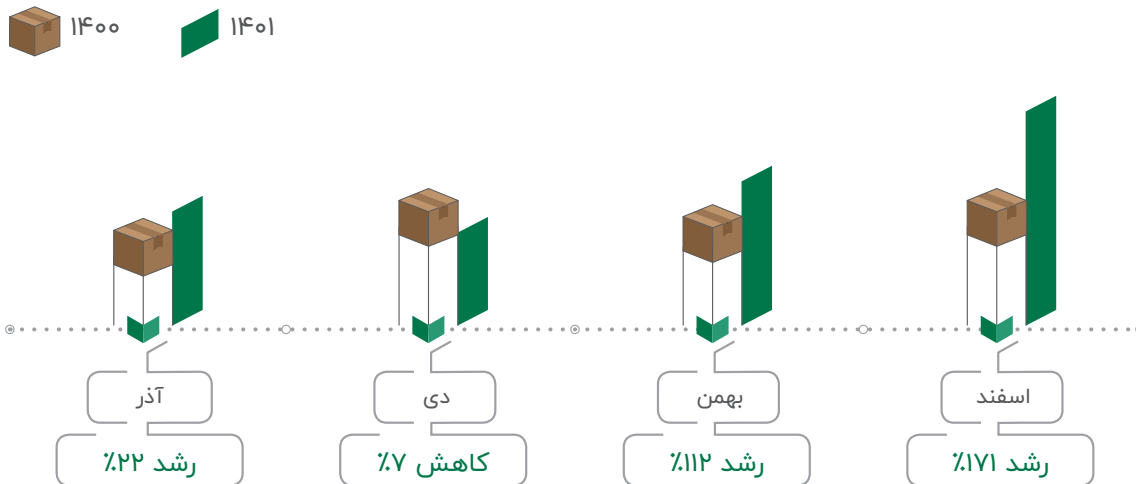 ۱۴۰۰
۱۴۰۱
آذر
رشد ۲۲٪
دی
کاهش ۷٪
بهمن
رشد ۱۱۲٪
اسفند
رشد ۱۷۱٪